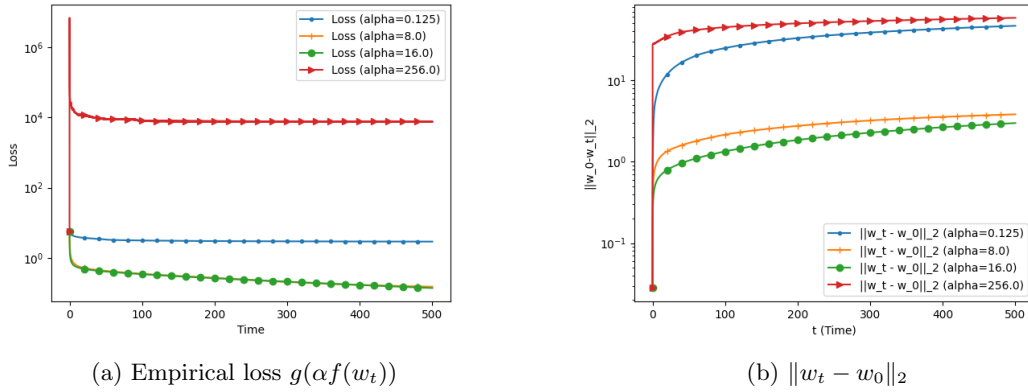 10^6
10^4
10^2
10^0
Loss
0
100
200
300
400
500
Time
Loss (alpha=0.125)
Loss (alpha=8.0)
Loss (alpha=16.0)
Loss (alpha=256.0)
(a) Empirical loss g(αf(w_t))
10^1
10^0
10^−1
||w_0-w_t||_2
0
100
200
300
400
500
t (Time)
||w_t - w_0||_2 (alpha=0.125)
||w_t - w_0||_2 (alpha=8.0)
||w_t - w_0||_2 (alpha=16.0)
||w_t - w_0||_2 (alpha=256.0)
(b) ‖w_t − w_0‖_2